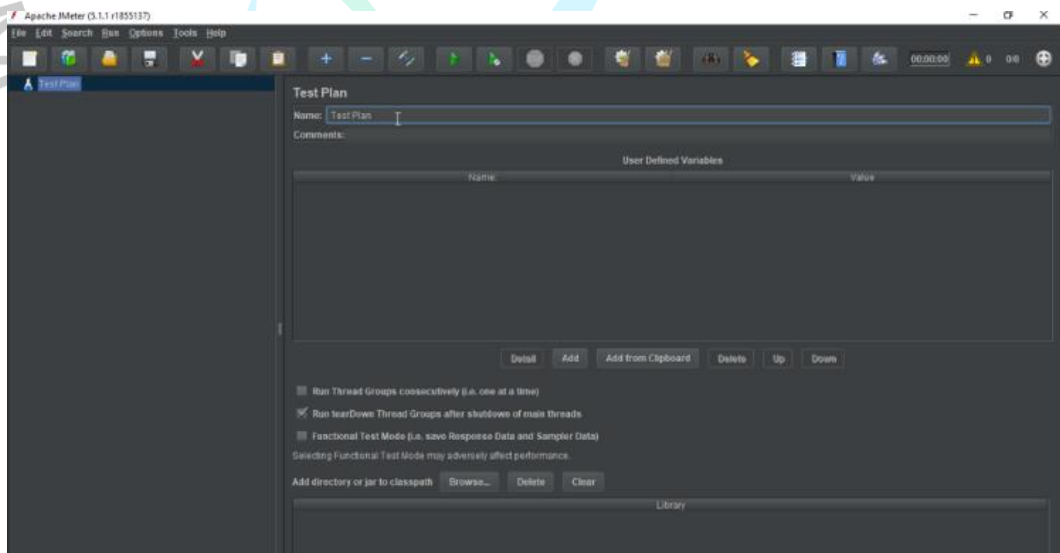 Apache JMeter (5.1.1 r1855137)
File Edit Search Run Options Tools Help
00:00:00 0 0/0
Test Plan
Test Plan
Name: Test Plan
Comments:
User Defined Variables
Name: Value
Detail Add Add from Clipboard Delete Up Down
Run Thread Groups consecutively (i.e. one at a time)
Run tearDown Thread Groups after shutdown of main threads
Functional Test Mode (i.e. save Response Data and Sampler Data)
Selecting Functional Test Mode may adversely affect performance.
Add directory or jar to classpath Browse... Delete Clear
Library